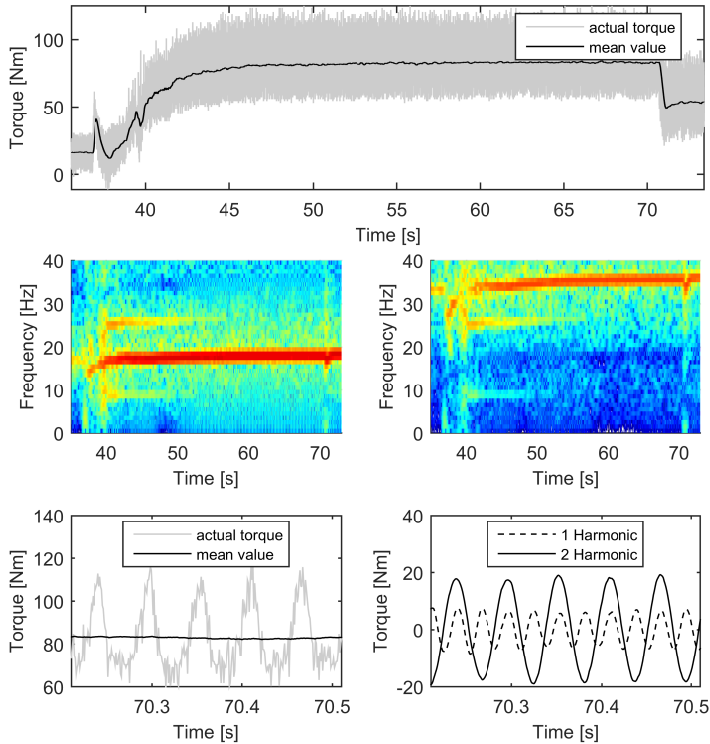 100
50
0
Torque [Nm]
actual torque
mean value
40 45 50 55 60 65 70
Time [s]
40
30
20
10
0
Frequency [Hz]
40 50 60 70
Time [s]
40
30
20
10
0
Frequency [Hz]
40 50 60 70
Time [s]
140
120
100
80
60
Torque [Nm]
actual torque
mean value
70.3 70.4 70.5
Time [s]
40
20
0
-20
Torque [Nm]
1 Harmonic
2 Harmonic
70.3 70.4 70.5
Time [s]